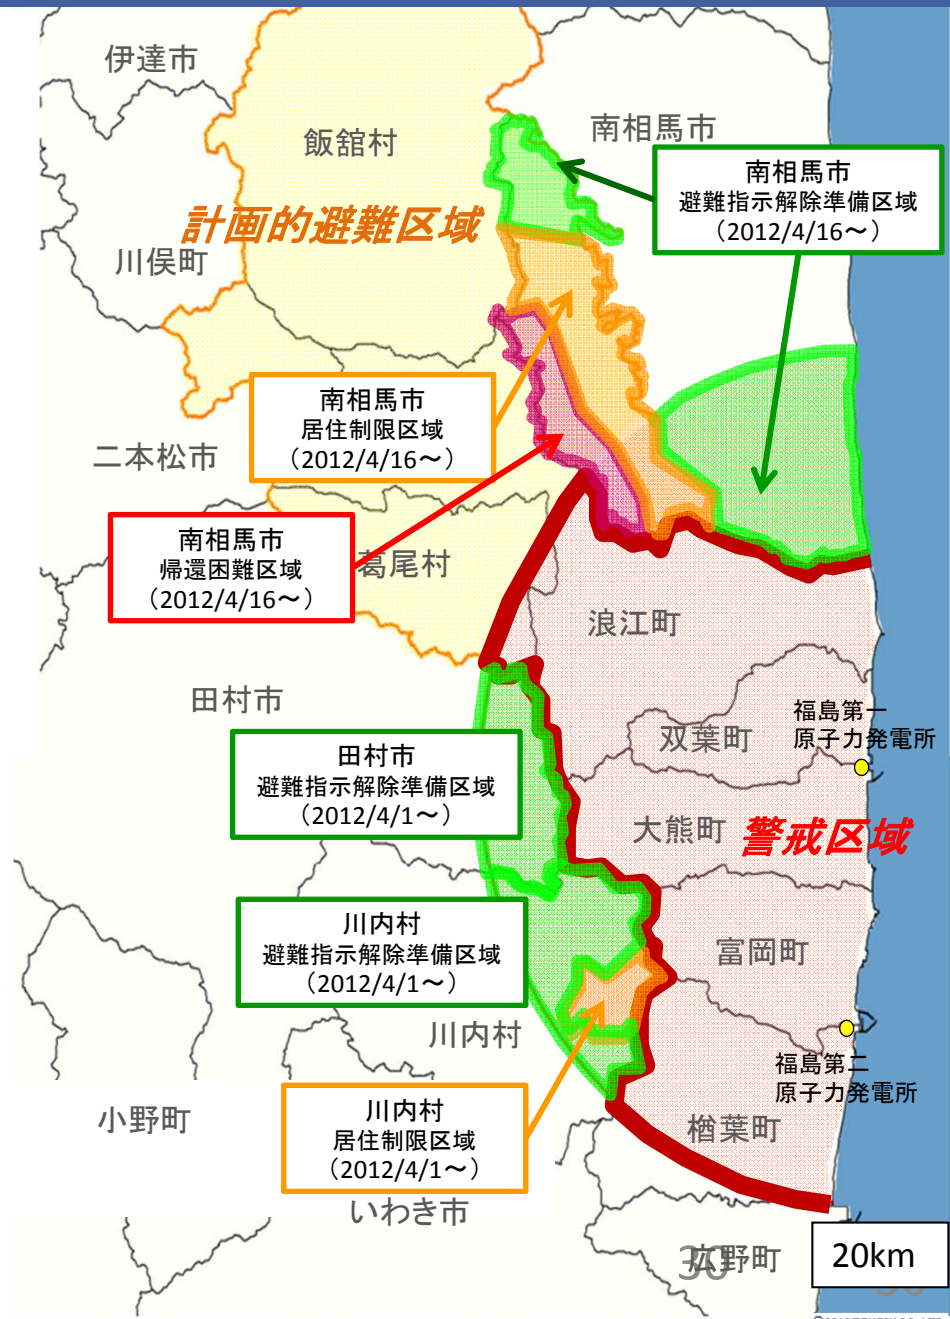 伊達市
飯舘村
南相馬市
南相馬市
避難指示解除準備区域
（2012/4/16～）
計画的避難区域
川俣町
南相馬市
居住制限区域
（2012/4/16～）
二本松市
南相馬市
帰還困難区域
（2012/4/16～）
葛尾村
浪江町
田村市
福島第一
原子力発電所
双葉町
田村市
避難指示解除準備区域
（2012/4/1～）
大熊町
警戒区域
川内村
避難指示解除準備区域
（2012/4/1～）
富岡町
川内村
福島第二
原子力発電所
小野町
川内村
居住制限区域
（2012/4/1～）
楢葉町
いわき市
30
広野町
20km